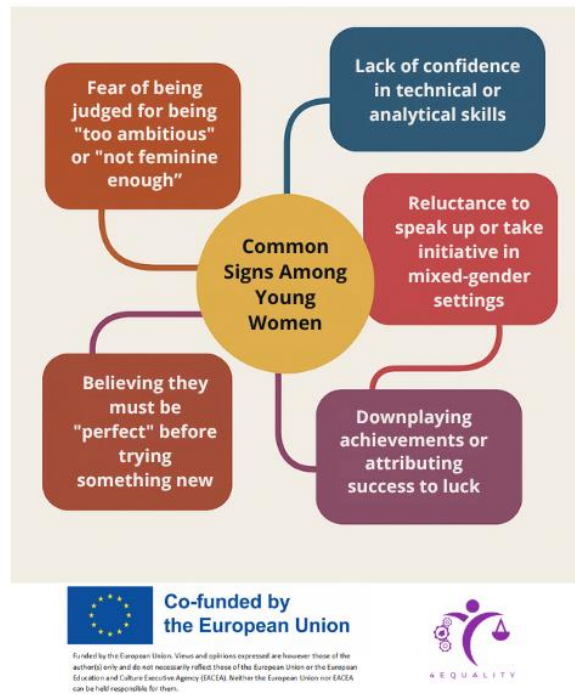 Fear of being
judged for being
"too ambitious"
or "not feminine
enough”
Lack of confidence
in technical or
analytical skills
Common
Signs Among
Young
Women
Reluctance to
speak up or take
initiative in
mixed-gender
settings
Believing they
must be
"perfect" before
trying
something new
Downplaying
achievements or
attributing
success to luck
Co-funded by
the European Union
Funded by the European Union. Views and opinions expressed are however those of the
author(s) only and do not necessarily reflect those of the European Union or the European
Education and Culture Executive Agency (EACEA). Neither the European Union nor EACEA
can be held responsible for them.
4EQUALITY